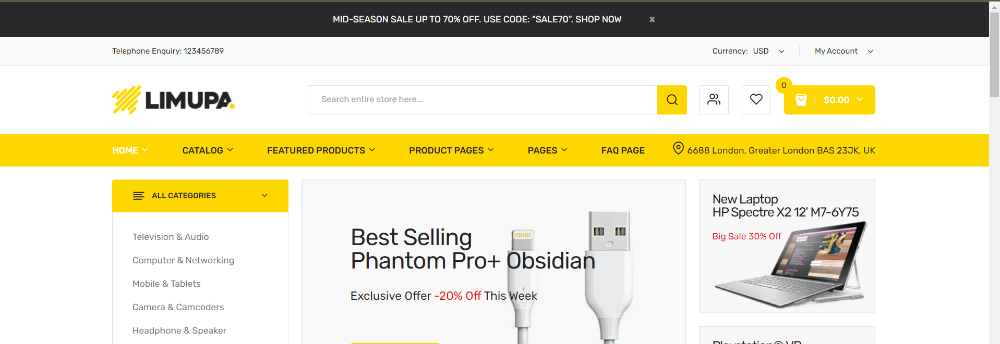 MID-SEASON SALE UP TO 70% OFF. USE CODE: “SALE70”. SHOP NOW x
Telephone Enquiry: 123456789
Currency: USD
My Account
LIMUPA.
Search entire store here...
0
$0.00
HOME
CATALOG
FEATURED PRODUCTS
PRODUCT PAGES
PAGES
FAQ PAGE
6688 London, Greater London BAS 23JK, UK
ALL CATEGORIES
Television & Audio
Computer & Networking
Mobile & Tablets
Camera & Camcoders
Headphone & Speaker
Best Selling
Phantom Pro+ Obsidian
Exclusive Offer -20% Off This Week
New Laptop
HP Spectre X2 12' M7-6Y75
Big Sale 30% Off
Playstation® VR